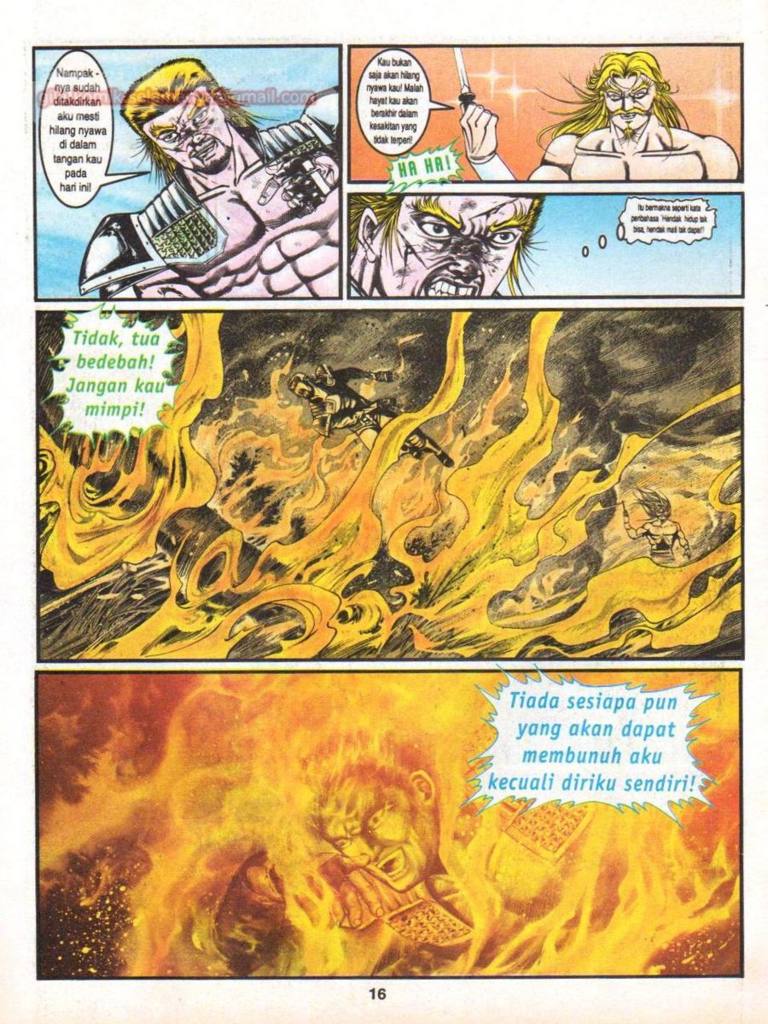 Nampak -
nya sudah
ditakdirkan
aku mesti
hilang nyawa
di dalam
tangan kau
pada
hari ini!
Kau bukan
saja akan hilang
nyawa kau! Malah
hayat kau akan
berakhir dalam
kesakitan yang
tidak terperi!
HA HA!
Itu bermakna seperti kata
peribahasa 'Hendak hidup tak
bisa, hendak mati tak dapat'!
Tidak, tua
bedebah!
Jangan kau
mimpi!
Tiada sesiapa pun
yang akan dapat
membunuh aku
kecuali diriku sendiri!
16